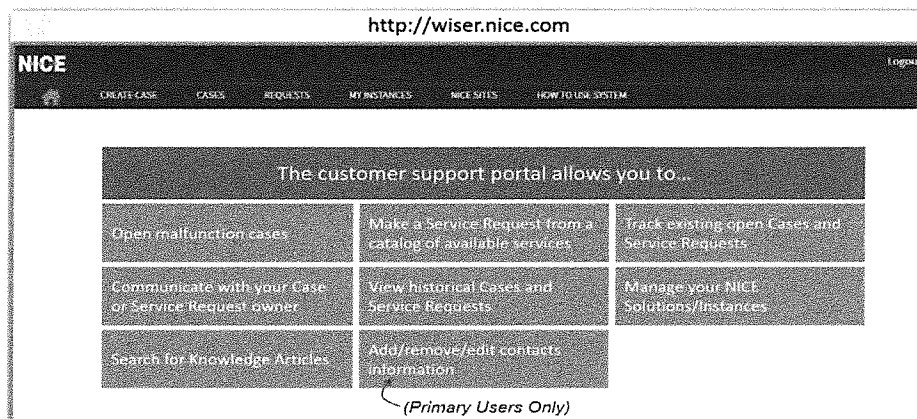 http://wiser.nice.com
NICE
Logou
CREATE CASE CASES REQUESTS MY INSTANCES NICE SITES HOW TO USE SYSTEM
The customer support portal allows you to...
Open malfunction cases
Make a Service Request from a
catalog of available services
Track existing open Cases and
Service Requests
Communicate with your Case
or Service Request owner
View historical Cases and
Service Requests
Manage your NICE
Solutions/Instances
Search for Knowledge Articles
Add/remove/edit contacts
information
(Primary Users Only)